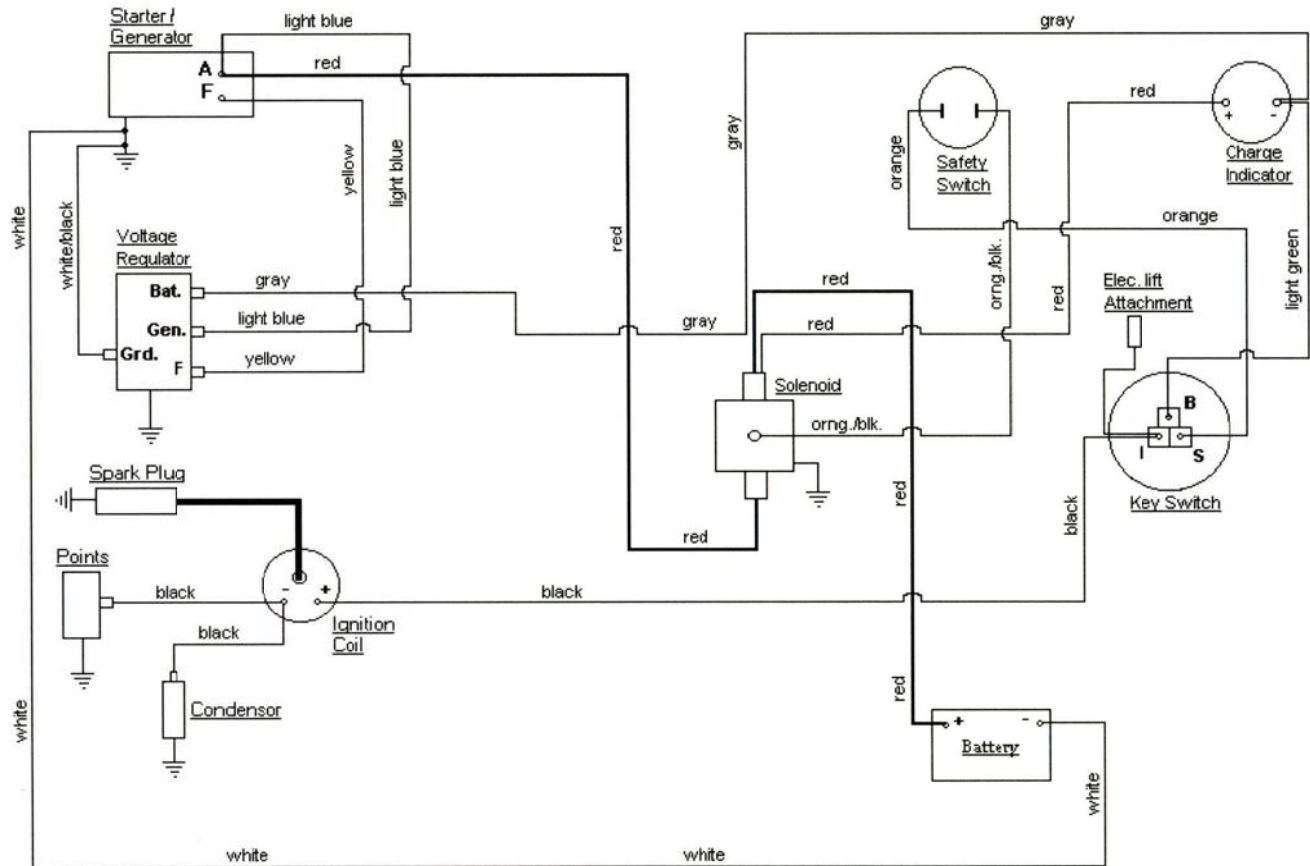 Starter/
Generator
light blue
red
gray
A
F
red
+
-
Charge
Indicator
Safety
Switch
gray
orange
yellow
light blue
white
white/black
red
orange
light green
orng./blk.
red
Voltage
Regulator
Bat.
gray
Gen.
light blue
Grd.
F
yellow
gray
red
red
Elec. lift
Attachment
Solenoid
orng./blk.
B
I
S
Key Switch
Spark Plug
red
black
red
Points
black
-
+
black
Ignition
Coil
black
Condensor
red
white
+
-
Battery
white
white
white